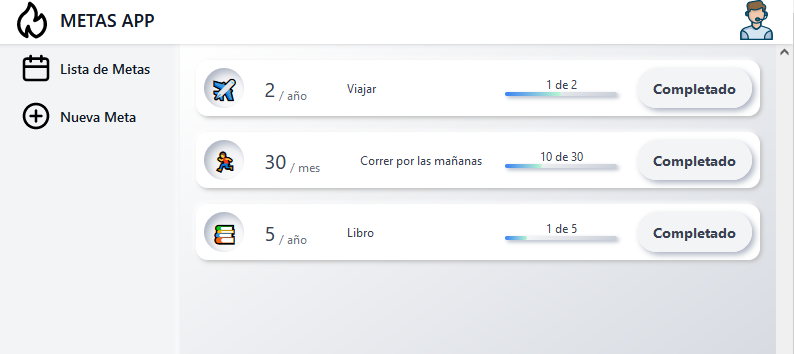 METAS APP
Lista de Metas
Nueva Meta
2 / año Viajar 1 de 2 Completado
30 / mes Correr por las mañanas 10 de 30 Completado
5 / año Libro 1 de 5 Completado